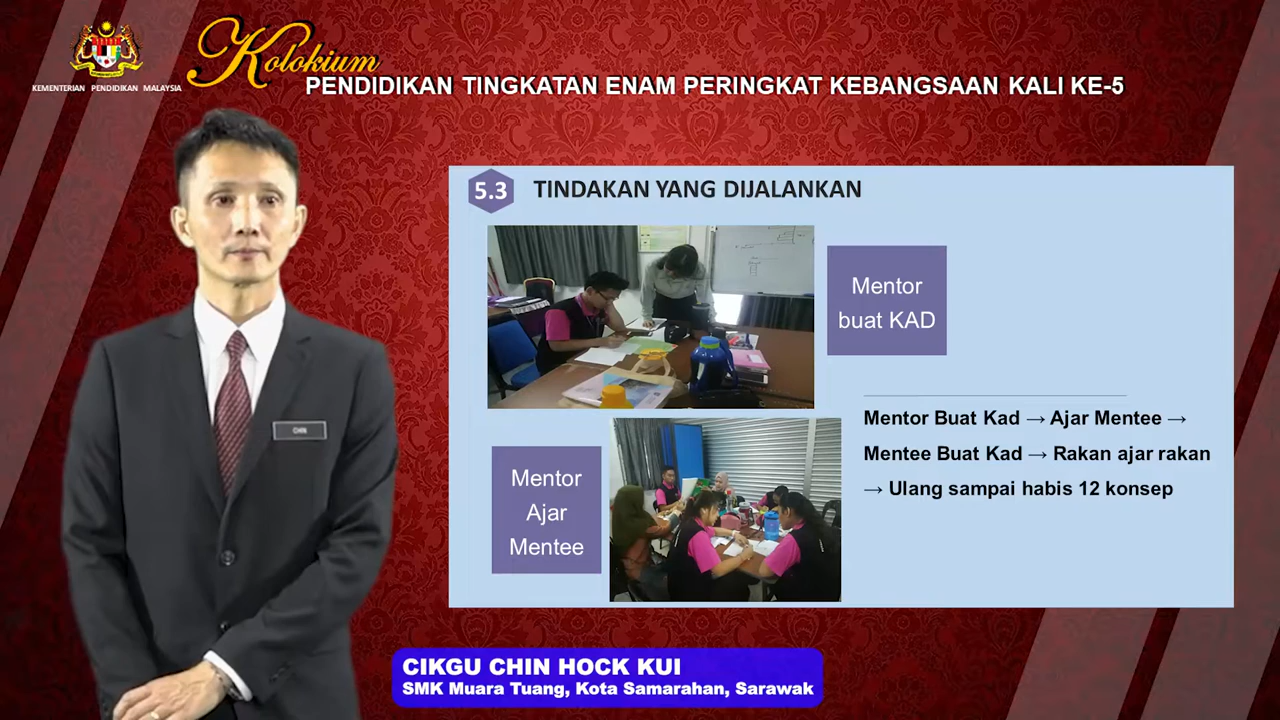 Kolokium
KEMENTERIAN PENDIDIKAN MALAYSIA
PENDIDIKAN TINGKATAN ENAM PERINGKAT KEBANGSAAN KALI KE-5
5.3 TINDAKAN YANG DIJALANKAN
Mentor
buat KAD
Mentor Buat Kad → Ajar Mentee →
Mentee Buat Kad → Rakan ajar rakan
→ Ulang sampai habis 12 konsep
Mentor
Ajar
Mentee
CHIN
CIKGU CHIN HOCK KUI
SMK Muara Tuang, Kota Samarahan, Sarawak